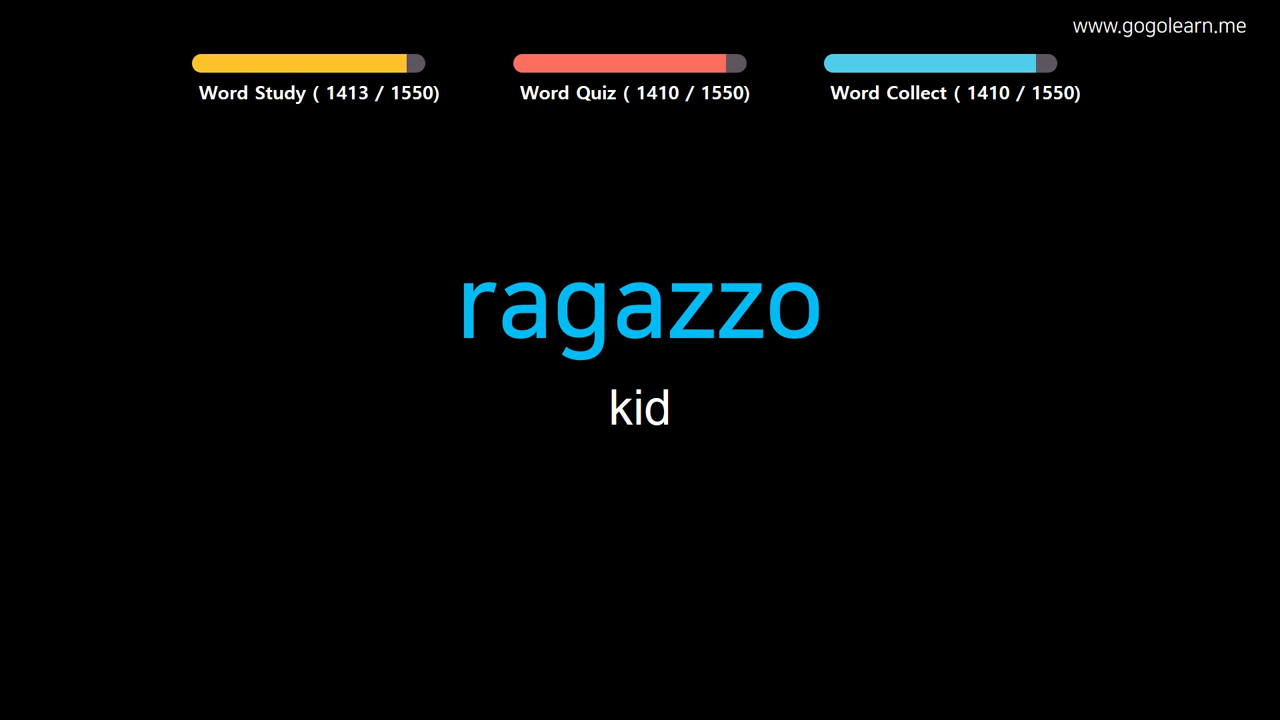 www.gogolearn.me
Word Study ( 1413 / 1550)
Word Quiz ( 1410 / 1550)
Word Collect ( 1410 / 1550)
ragazzo
kid